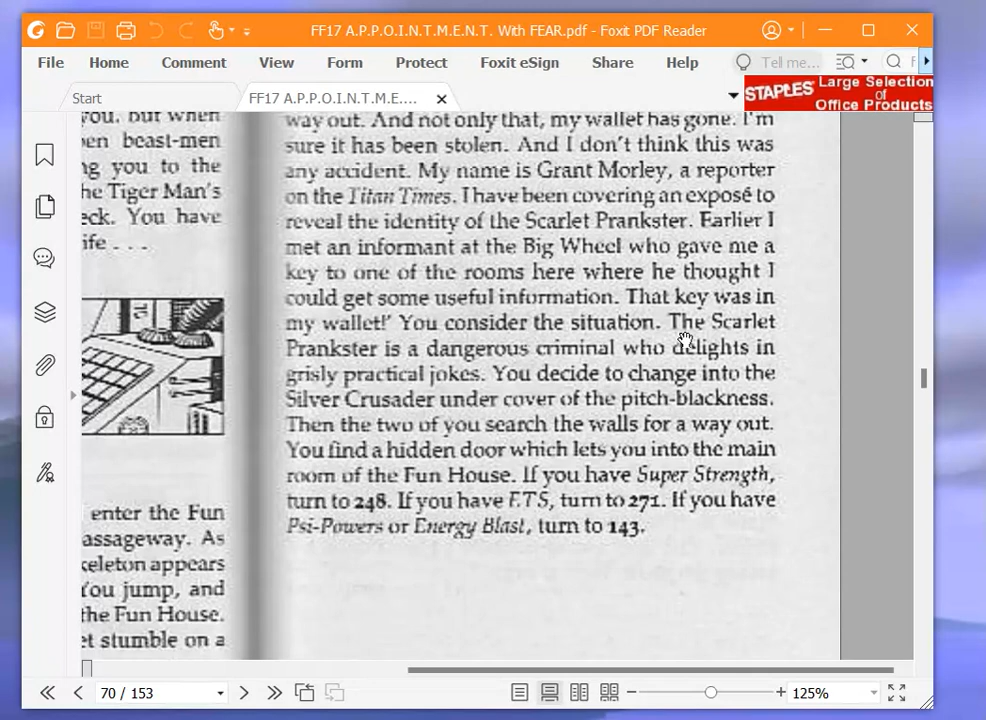 FF17 A.P.P.O.I.N.T.M.E.N.T. With FEAR.pdf - Foxit PDF Reader
File Home Comment View Form Protect Foxit eSign Share Help Tell me... F
Start FF17 A.P.P.O.I.N.T.M.E....
STAPLES Large Selection
of
Office Products
you. But when
en beast-men
ng you to the
he Tiger Man's
eck. You have
ife . . .
enter the Fun
assageway. As
keleton appears
You jump, and
the Fun House.
et stumble on a
way out. And not only that, my wallet has gone. I'm
sure it has been stolen. And I don't think this was
any accident. My name is Grant Morley, a reporter
on the Titan Times. I have been covering an exposé to
reveal the identity of the Scarlet Prankster. Earlier I
met an informant at the Big Wheel who gave me a
key to one of the rooms here where he thought I
could get some useful information. That key was in
my wallet!' You consider the situation. The Scarlet
Prankster is a dangerous criminal who delights in
grisly practical jokes. You decide to change into the
Silver Crusader under cover of the pitch-blackness.
Then the two of you search the walls for a way out.
You find a hidden door which lets you into the main
room of the Fun House. If you have Super Strength,
turn to 248. If you have ETS, turn to 271. If you have
Psi-Powers or Energy Blast, turn to 143.
70 / 153 125%